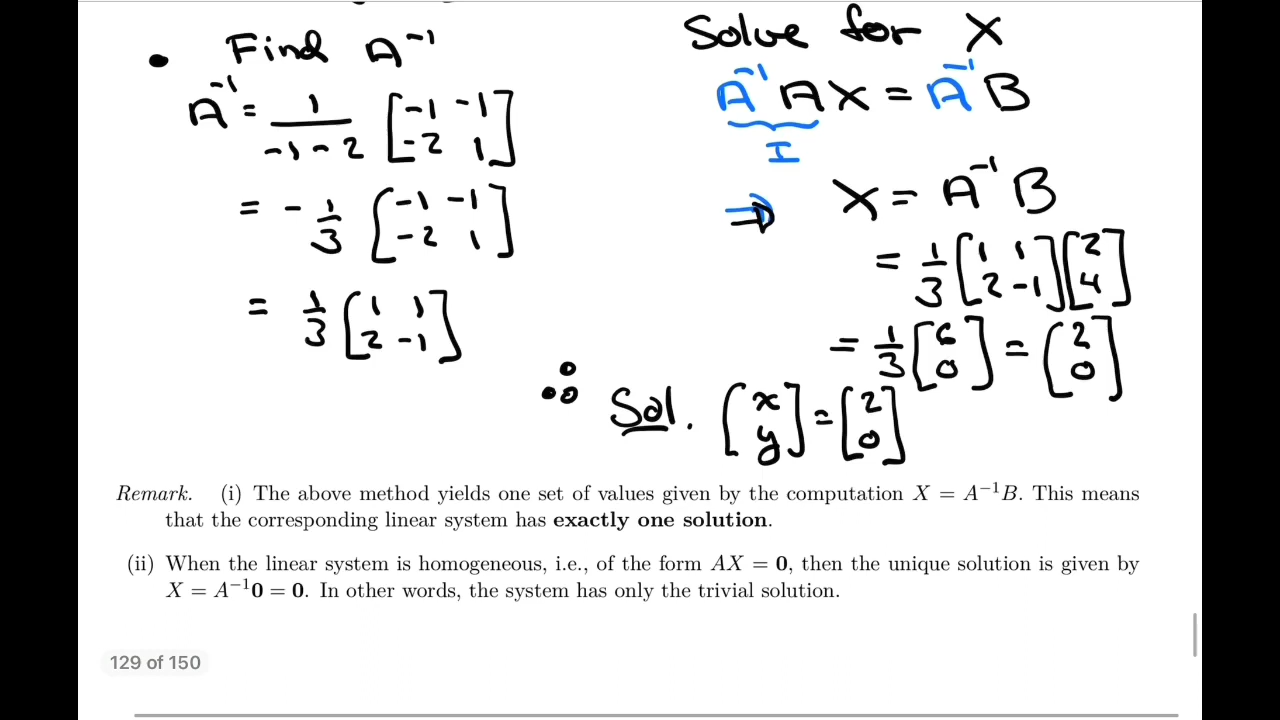 • Find A⁻¹
A⁻¹ = 1/(-1-2) [-1 -1; -2 1]
= -1/3 [-1 -1; -2 1]
= 1/3 [1 1; 2 -1]
Solve for X
A⁻¹AX = A⁻¹B
I
⇒ X = A⁻¹B
= 1/3 [1 1; 2 -1][2; 4]
= 1/3 [6; 0] = [2; 0]
∴ Sol. [x; y] = [2; 0]
Remark. (i) The above method yields one set of values given by the computation X = A⁻¹B. This means
that the corresponding linear system has exactly one solution.
(ii) When the linear system is homogeneous, i.e., of the form AX = 0, then the unique solution is given by
X = A⁻¹0 = 0. In other words, the system has only the trivial solution.
129 of 150